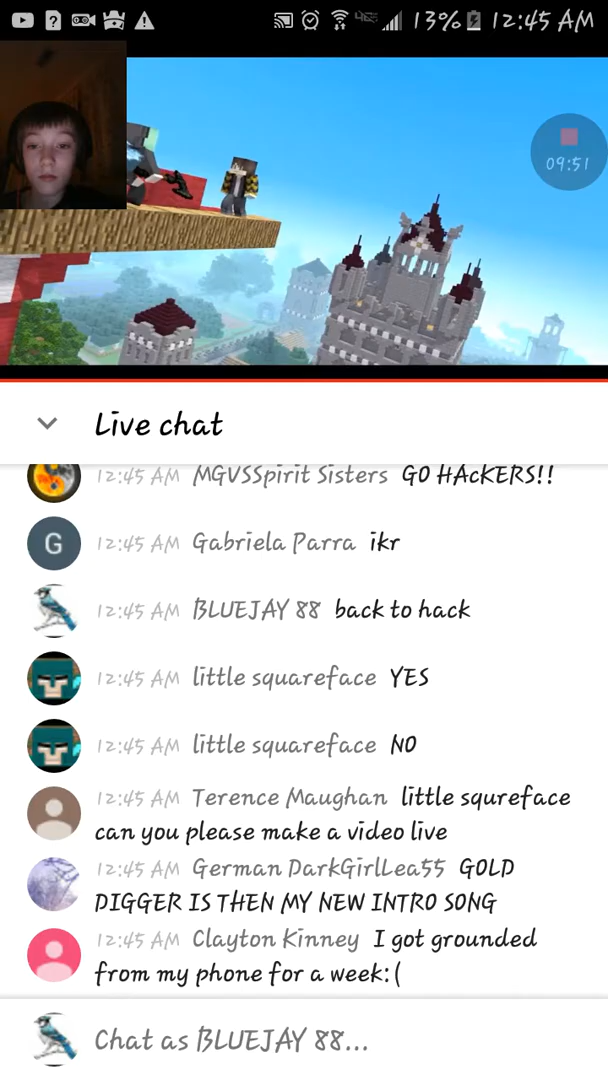 13% 12:45 AM
09:51
Live chat
12:45 AM MGVSSpirit Sisters GO HAcKERS!!
G 12:45 AM Gabriela Parra ikr
12:45 AM BLUEJAY 88 back to hack
12:45 AM little squareface YES
12:45 AM little squareface NO
12:45 AM Terence Maughan little squreface
can you please make a video live
12:45 AM German DarkGirlLea55 GOLD
DIGGER IS THEN MY NEW INTRO SONG
12:45 AM Clayton Kinney I got grounded
from my phone for a week:(
Chat as BLUEJAY 88...